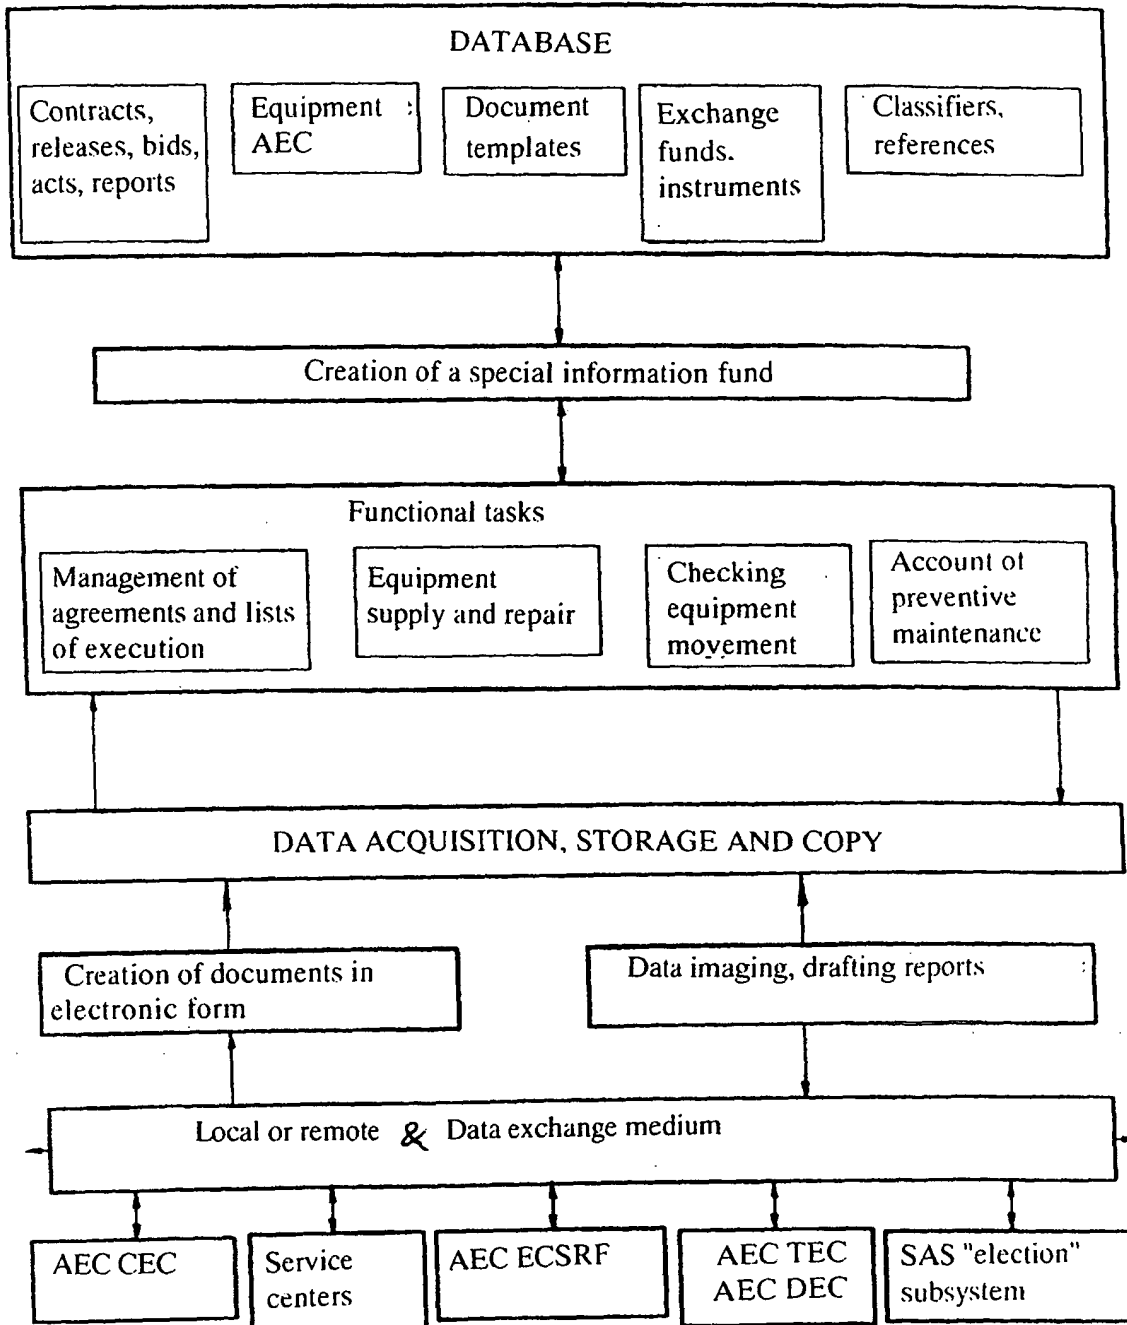 DATABASE
Contracts,
releases, bids,
acts, reports
Equipment :
AEC
Document
templates
Exchange
funds.
instruments
Classifiers,
references
Creation of a special information fund
Functional tasks
Management of
agreements and lists
of execution
Equipment
supply and repair
Checking
equipment
movement
Account of
preventive
maintenance
DATA ACQUISITION, STORAGE AND COPY
Creation of documents in
electronic form
Data imaging, drafting reports :
Local or remote & Data exchange medium
AEC CEC
Service
centers
AEC ECSRF
AEC TEC
AEC DEC
SAS "election"
subsystem